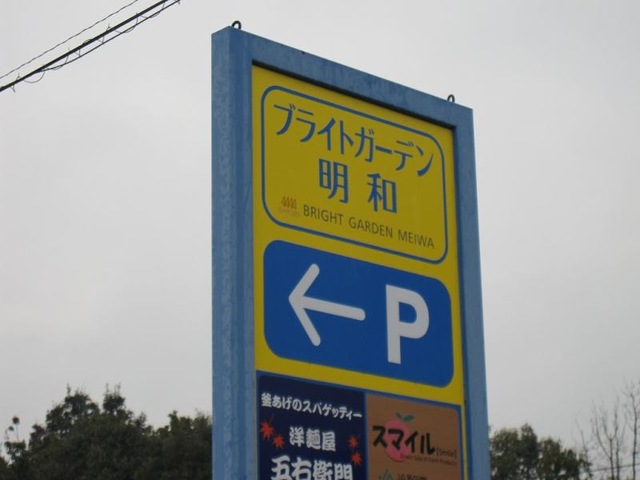 ブライトガーデン
明和
BRIGHT GARDEN MEIWA
P
釜あげのスパゲッティー
洋麺屋
五右衛門
スマイル